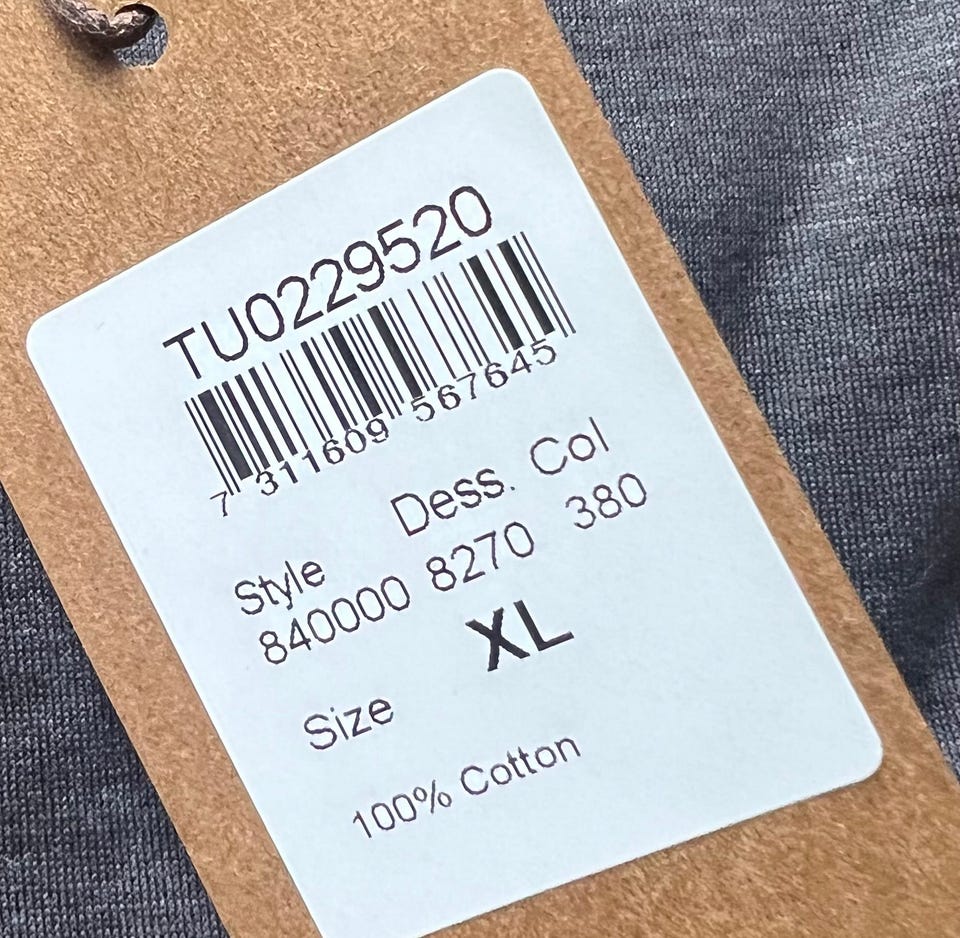 TU0229520
7 311609 567645
Style Dess. Col
840000 8270 380
Size XL
100% Cotton